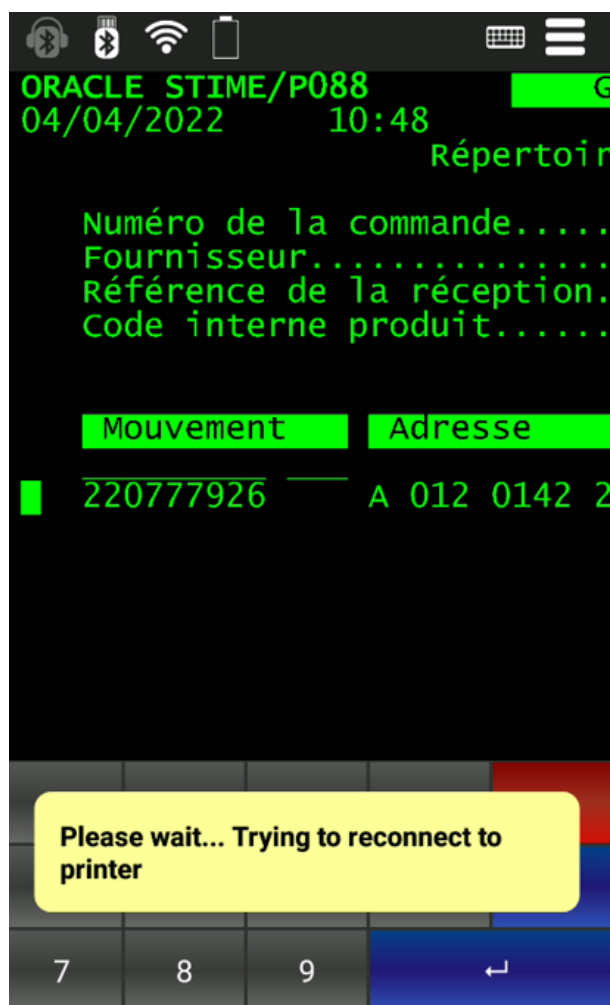 ORACLE STIME/P088 G
04/04/2022 10:48
Répertoir
Numéro de la commande.....
Fournisseur...............
Référence de la réception.
Code interne produit......
Mouvement Adresse
220777926 A 012 0142 2
Please wait... Trying to reconnect to
printer
7 8 9